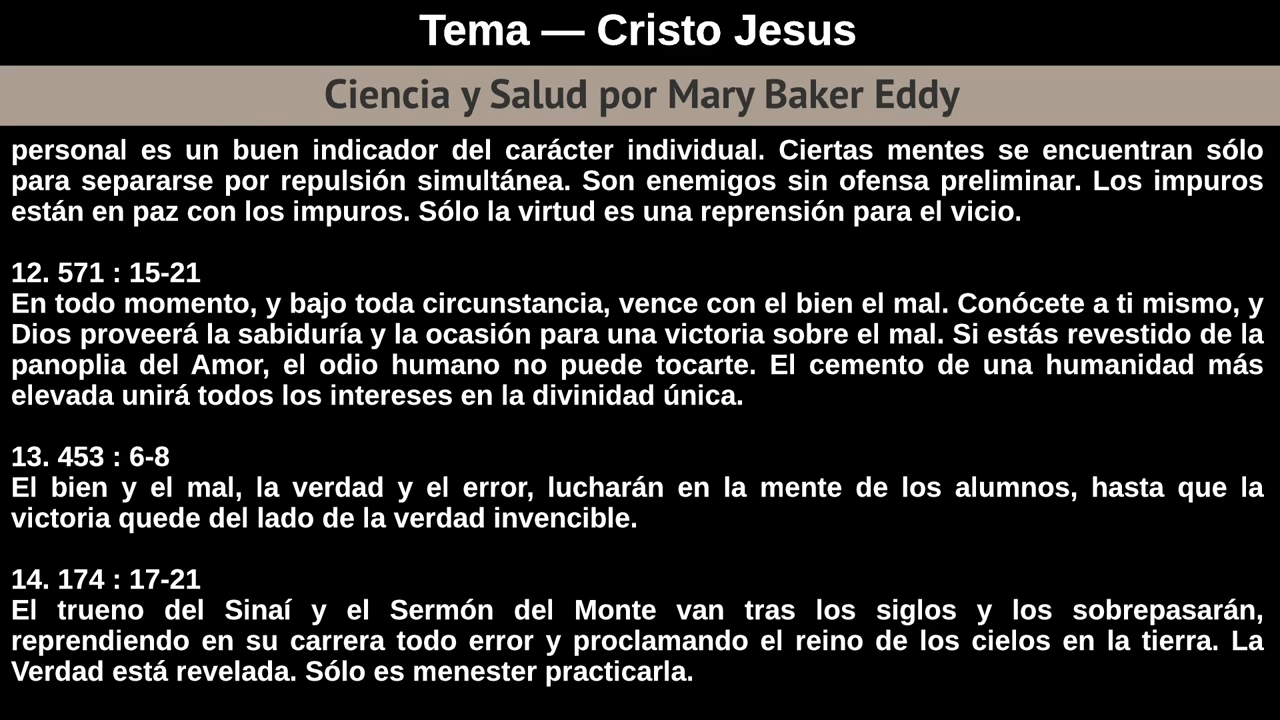 Tema — Cristo Jesus
Ciencia y Salud por Mary Baker Eddy
personal es un buen indicador del carácter individual. Ciertas mentes se encuentran sólo
para separarse por repulsión simultánea. Son enemigos sin ofensa preliminar. Los impuros
están en paz con los impuros. Sólo la virtud es una reprensión para el vicio.
12. 571 : 15-21
En todo momento, y bajo toda circunstancia, vence con el bien el mal. Conócete a ti mismo, y
Dios proveerá la sabiduría y la ocasión para una victoria sobre el mal. Si estás revestido de la
panoplia del Amor, el odio humano no puede tocarte. El cemento de una humanidad más
elevada unirá todos los intereses en la divinidad única.
13. 453 : 6-8
El bien y el mal, la verdad y el error, lucharán en la mente de los alumnos, hasta que la
victoria quede del lado de la verdad invencible.
14. 174 : 17-21
El trueno del Sinaí y el Sermón del Monte van tras los siglos y los sobrepasarán,
reprendiendo en su carrera todo error y proclamando el reino de los cielos en la tierra. La
Verdad está revelada. Sólo es menester practicarla.